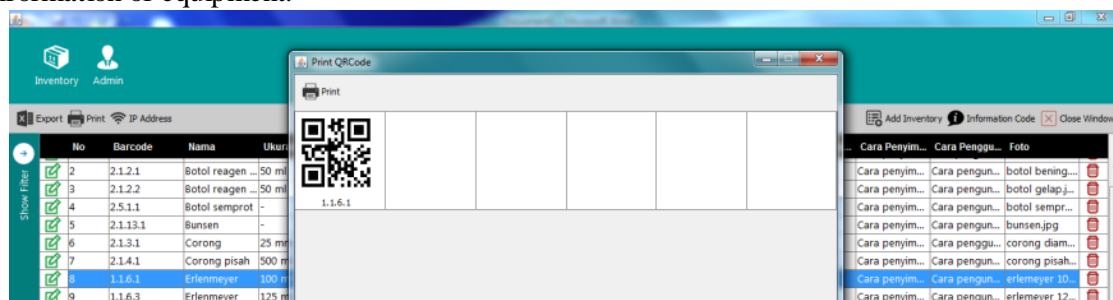 formation of equipment.
Inventory Admin
Print QRCode
Print
Export Print IP Address
Add Inventory Information Code Close Window
No Barcode Nama Ukur
... Cara Penyim... Cara Penggu... Foto
Show Filter
2 2.1.2.1 Botol reagen ... 50 ml Cara penyim... Cara pengun... botol bening....
3 2.1.2.2 Botol reagen ... 50 ml Cara penyim... Cara pengun... botol gelap.j...
4 2.5.1.1 Botol semprot - Cara penyim... Cara pengun... botol sempr...
5 2.1.13.1 Bunsen - Cara penyim... Cara pengun... bunsen.jpg
6 2.1.3.1 Corong 25 mm Cara penyim... Cara penggu... corong diam...
7 2.1.4.1 Corong pisah 500 m Cara penyim... Cara pengun... corong pisah...
8 1.1.6.1 Erlenmeyer 100 m Cara penyim... Cara pengun... erlemeyer 10...
9 1.1.6.3 Erlenmeyer 125 m Cara penyim... Cara pengun... erlemeyer 12...
1.1.6.1